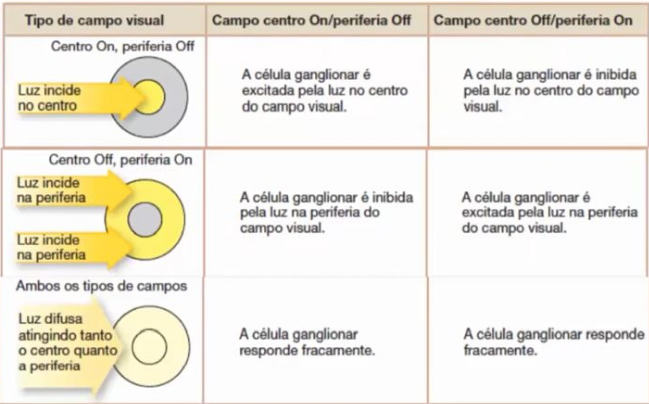 Tipo de campo visual
Campo centro On/periferia Off
Campo centro Off/periferia On
Centro On, periferia Off
Luz incide
no centro
A célula ganglionar é
excitada pela luz no centro
do campo visual.
A célula ganglionar é inibida
pela luz no centro do campo
visual.
Centro Off, periferia On
Luz incide
na periferia
Luz incide
na periferia
A célula ganglionar é inibida
pela luz na periferia do
campo visual.
A célula ganglionar é
excitada pela luz na periferia
do campo visual.
Ambos os tipos de campos
Luz difusa
atingindo tanto
o centro quanto
a periferia
A célula ganglionar
responde fracamente.
A célula ganglionar responde
fracamente.